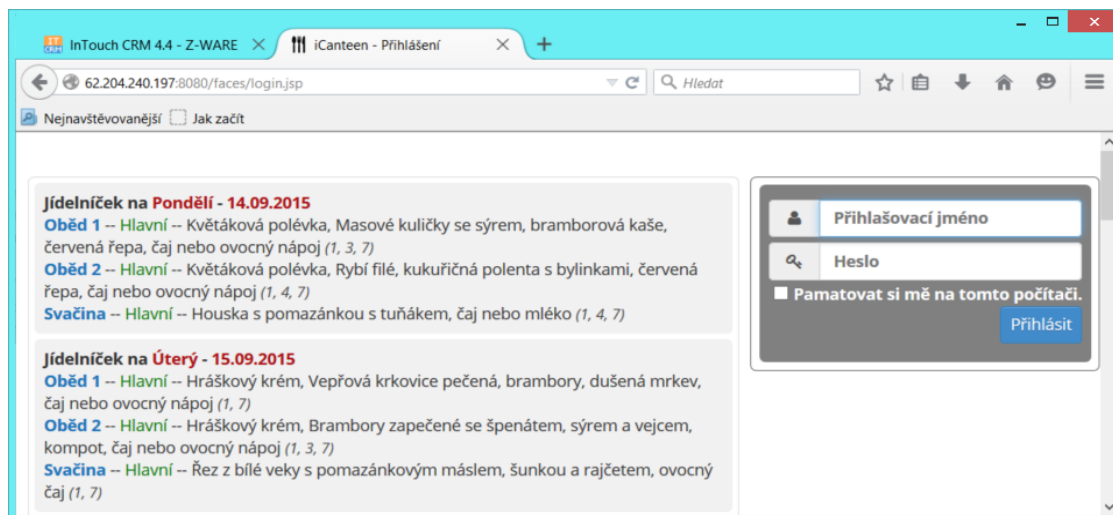 InTouch CRM 4.4 - Z-WARE
iCanteen - Přihlášení
62.204.240.197:8080/faces/login.jsp
Hledat
Nejnavštěvovanější
Jak začít
Jídelníček na Pondělí - 14.09.2015
Oběd 1 -- Hlavní -- Květáková polévka, Masové kuličky se sýrem, bramborová kaše,
červená řepa, čaj nebo ovocný nápoj (1, 3, 7)
Oběd 2 -- Hlavní -- Květáková polévka, Rybí filé, kukuřičná polenta s bylinkami, červená
řepa, čaj nebo ovocný nápoj (1, 4, 7)
Svačina -- Hlavní -- Houska s pomazánkou s tuňákem, čaj nebo mléko (1, 4, 7)
Jídelníček na Úterý - 15.09.2015
Oběd 1 -- Hlavní -- Hráškový krém, Vepřová krkovice pečená, brambory, dušená mrkev,
čaj nebo ovocný nápoj (1, 7)
Oběd 2 -- Hlavní -- Hráškový krém, Brambory zapečené se špenátem, sýrem a vejcem,
kompot, čaj nebo ovocný nápoj (1, 3, 7)
Svačina -- Hlavní -- Řez z bílé veky s pomazánkovým máslem, šunkou a rajčetem, ovocný
čaj (1, 7)
Přihlašovací jméno
Heslo
Pamatovat si mě na tomto počítači.
Přihlásit